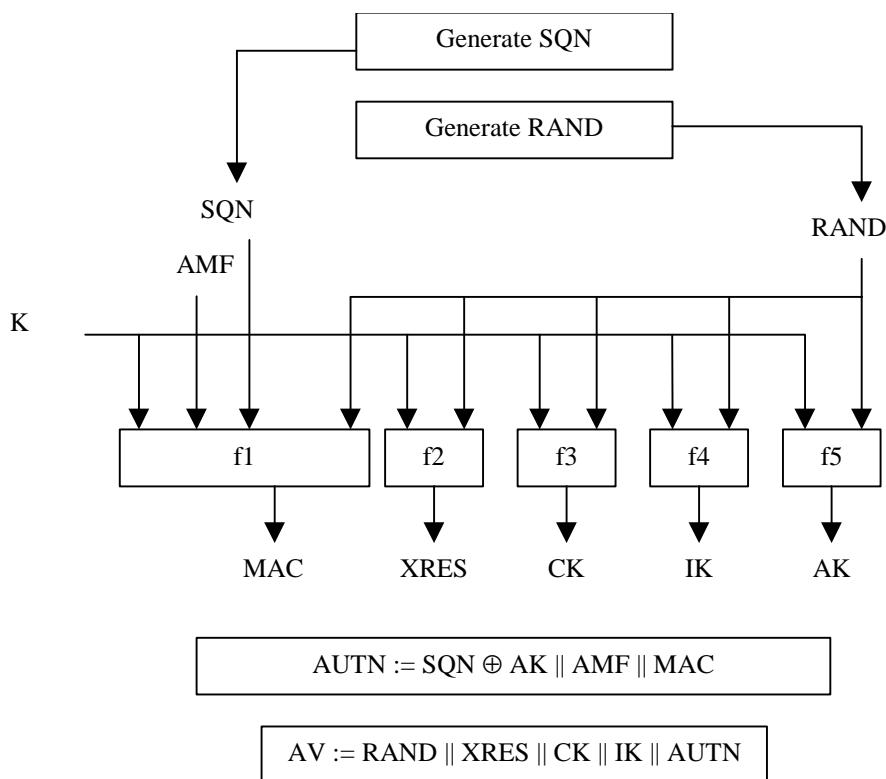 Generate SQN
Generate RAND
SQN
RAND
AMF
K
f1 f2 f3 f4 f5
MAC XRES CK IK AK
AUTN := SQN ⊕ AK || AMF || MAC
AV := RAND || XRES || CK || IK || AUTN